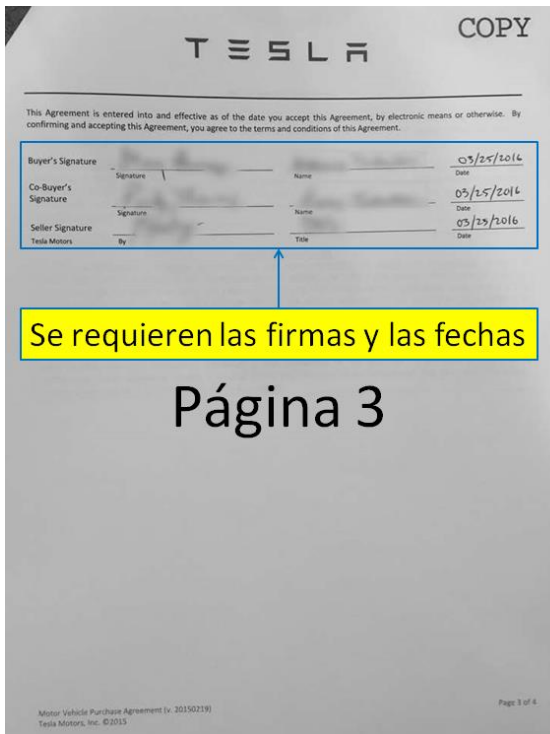 COPY
TESLA
This Agreement is entered into and effective as of the date you accept this Agreement, by electronic means or otherwise. By
confirming and accepting this Agreement, you agree to the terms and conditions of this Agreement.
Buyer's Signature 03/25/2016
Signature Name Date
Co-Buyer's
Signature 03/25/2016
Signature Name Date
Seller Signature 03/25/2016
Tesla Motors By Title Date
Se requieren las firmas y las fechas
Página 3
Motor Vehicle Purchase Agreement (v. 20150219) Page 3 of 4
Tesla Motors, Inc. ©2015